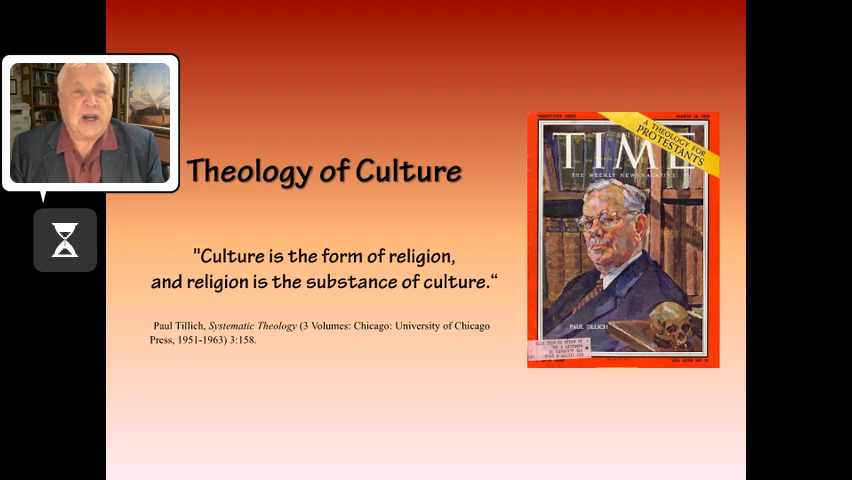 Theology of Culture
"Culture is the form of religion,
and religion is the substance of culture.“
Paul Tillich, Systematic Theology (3 Volumes: Chicago: University of Chicago
Press, 1951-1963) 3:158.
A THEOLOGY FOR
PROTESTANTS
TIME
THE WEEKLY NEWSMAGAZINE
PAUL TILLICH